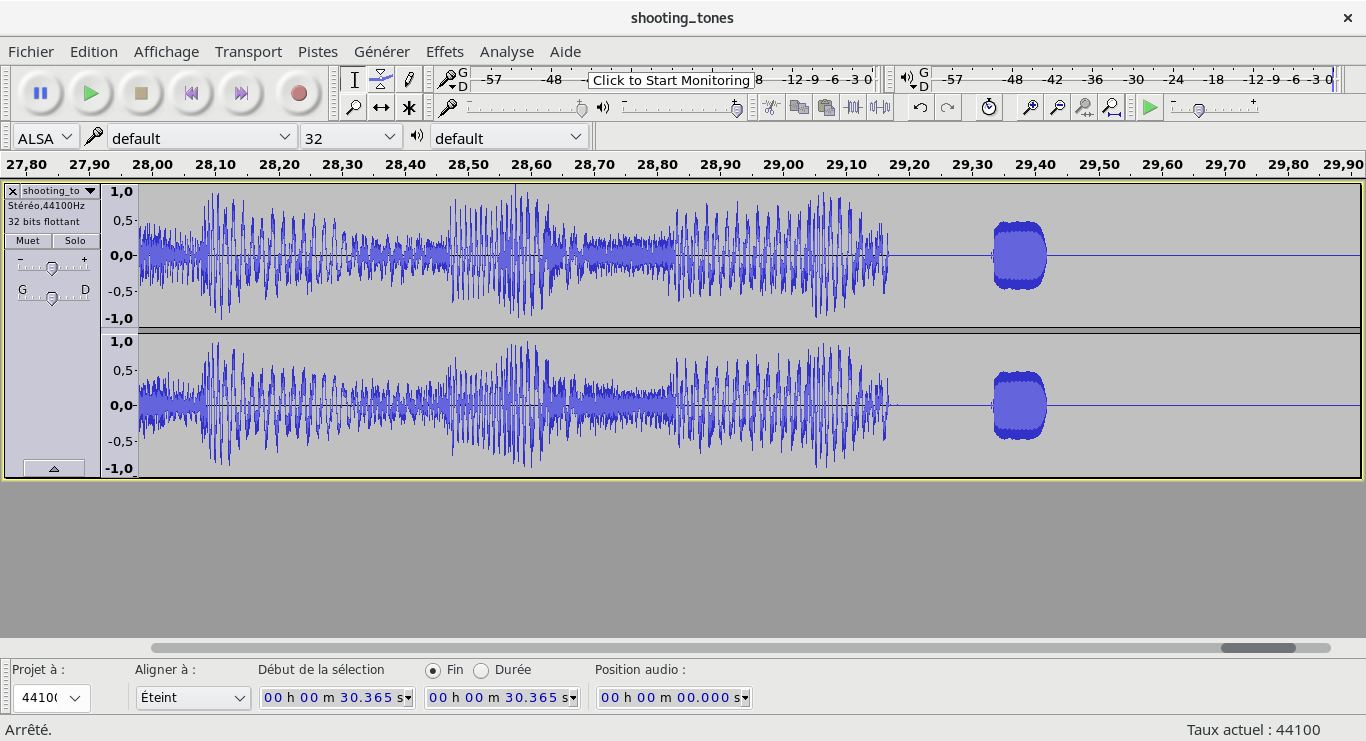 shooting_tones
Fichier Edition Affichage Transport Pistes Générer Effets Analyse Aide
G D -57 -48 Click to Start Monitoring 8 -12 -9 -6 -3 0 G D -57 -48 -42 -36 -30 -24 -18 -12 -9 -6 -3 0
- + - + - +
ALSA default 32 default
27,80 27,90 28,00 28,10 28,20 28,30 28,40 28,50 28,60 28,70 28,80 28,90 29,00 29,10 29,20 29,30 29,40 29,50 29,60 29,70 29,80 29,90
shooting_to
Stéréo,44100Hz
32 bits flottant
Muet Solo
- +
G D
1,0
0,5-
0,0-
-0,5-
-1,0
1,0
0,5-
0,0-
-0,5-
-1,0
Projet à : Aligner à : Début de la sélection Fin Durée Position audio :
44100 Éteint 00 h 00 m 30.365 s 00 h 00 m 30.365 s 00 h 00 m 00.000 s
Arrêté. Taux actuel : 44100